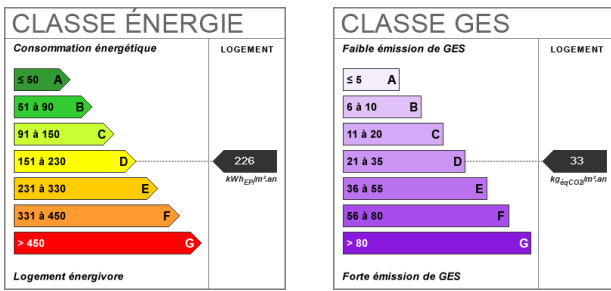 CLASSE ÉNERGIE
Consommation énergétique
LOGEMENT
≤ 50 A
51 à 90 B
91 à 150 C
151 à 230 D
226
kWhEP/m².an
231 à 330 E
331 à 450 F
> 450 G
Logement énergivore
CLASSE GES
Faible émission de GES
LOGEMENT
≤ 5 A
6 à 10 B
11 à 20 C
21 à 35 D
33
kgéqCO2/m².an
36 à 55 E
56 à 80 F
> 80 G
Forte émission de GES